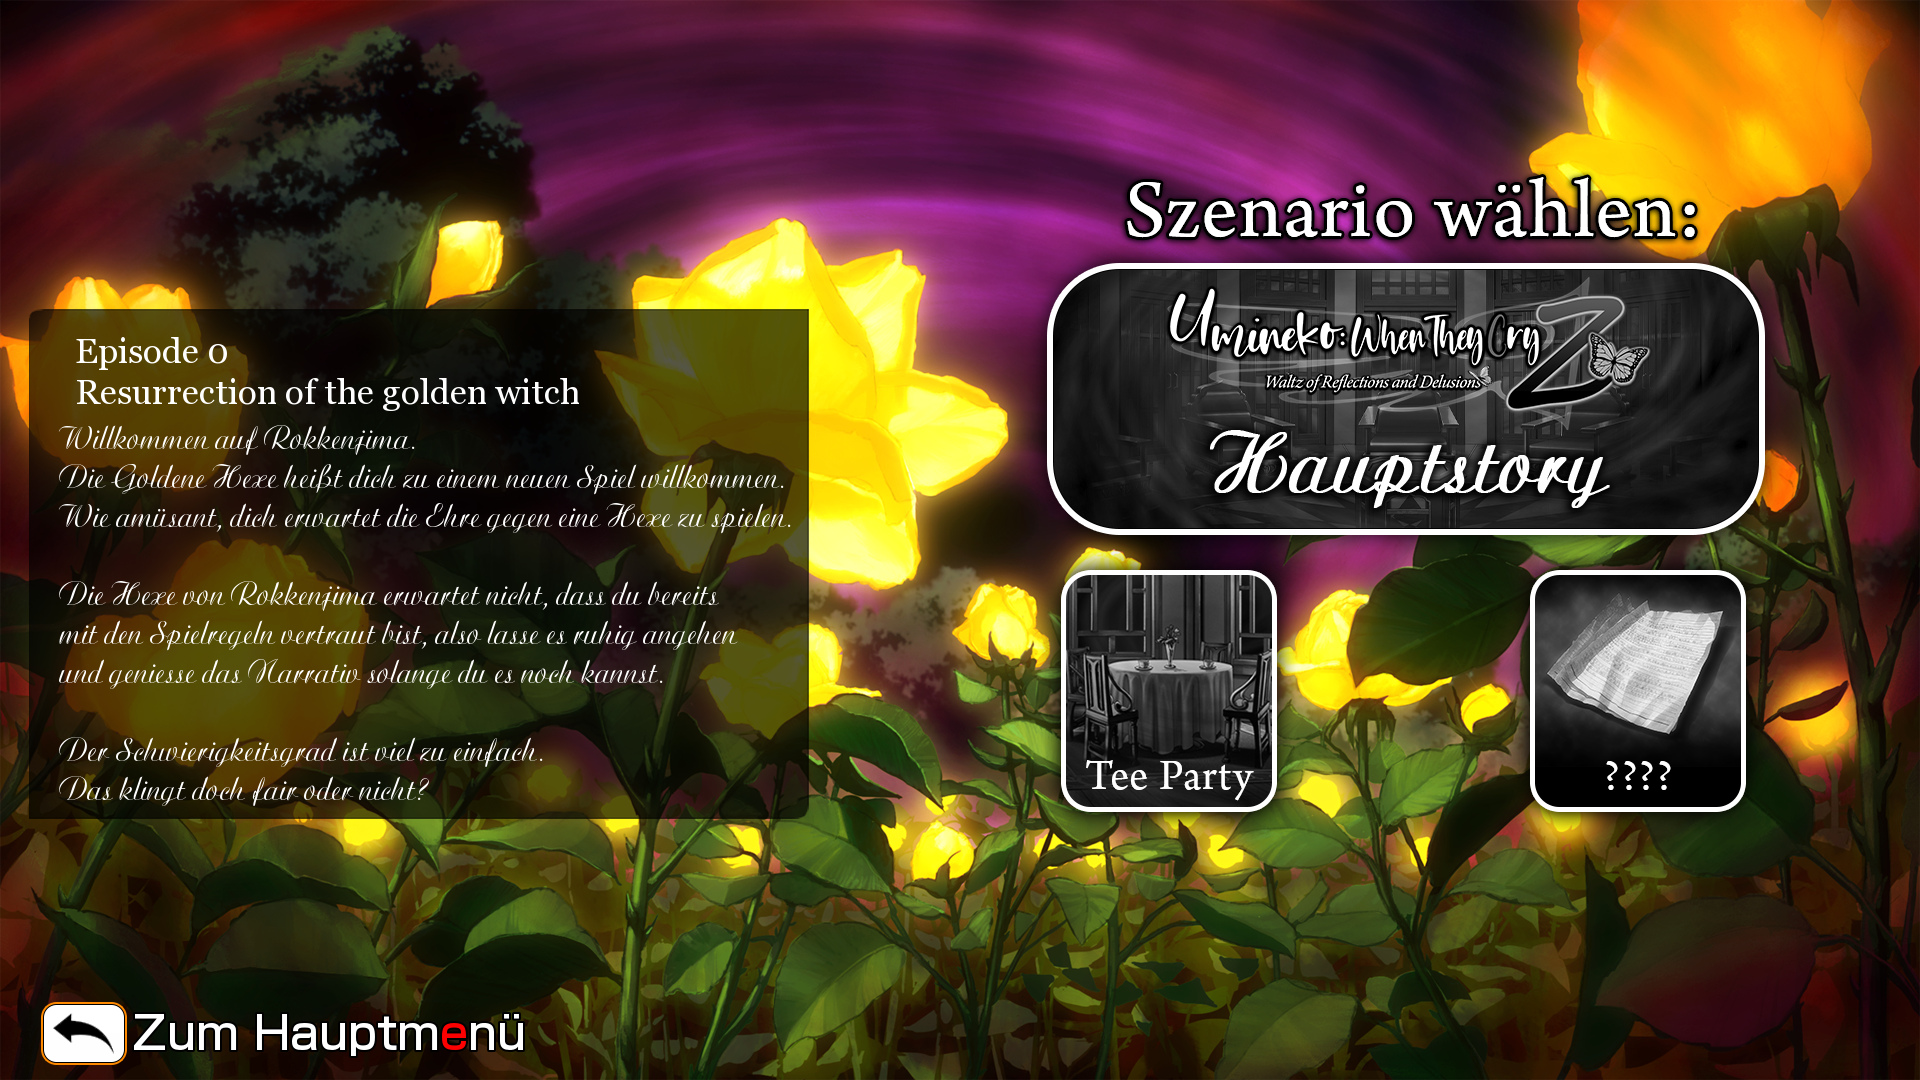 Episode 0
Resurrection of the golden witch
Willkommen auf Rokkenjima.
Die Goldene Hexe heißt dich zu einem neuen Spiel willkommen.
Wie amüsant, dich erwartet die Ehre gegen eine Hexe zu spielen.
Die Hexe von Rokkenjima erwartet nicht, dass du bereits
mit den Spielregeln vertraut bist, also lasse es ruhig angehen
und geniesse das Narrativ solange du es noch kannst.
Der Schwierigkeitsgrad ist viel zu einfach.
Das klingt doch fair oder nicht?
Szenario wählen:
Umineko: When They Cry Z
Waltz of Reflections and Delusions
Hauptstory
Tee Party
????
Zum Hauptmenü